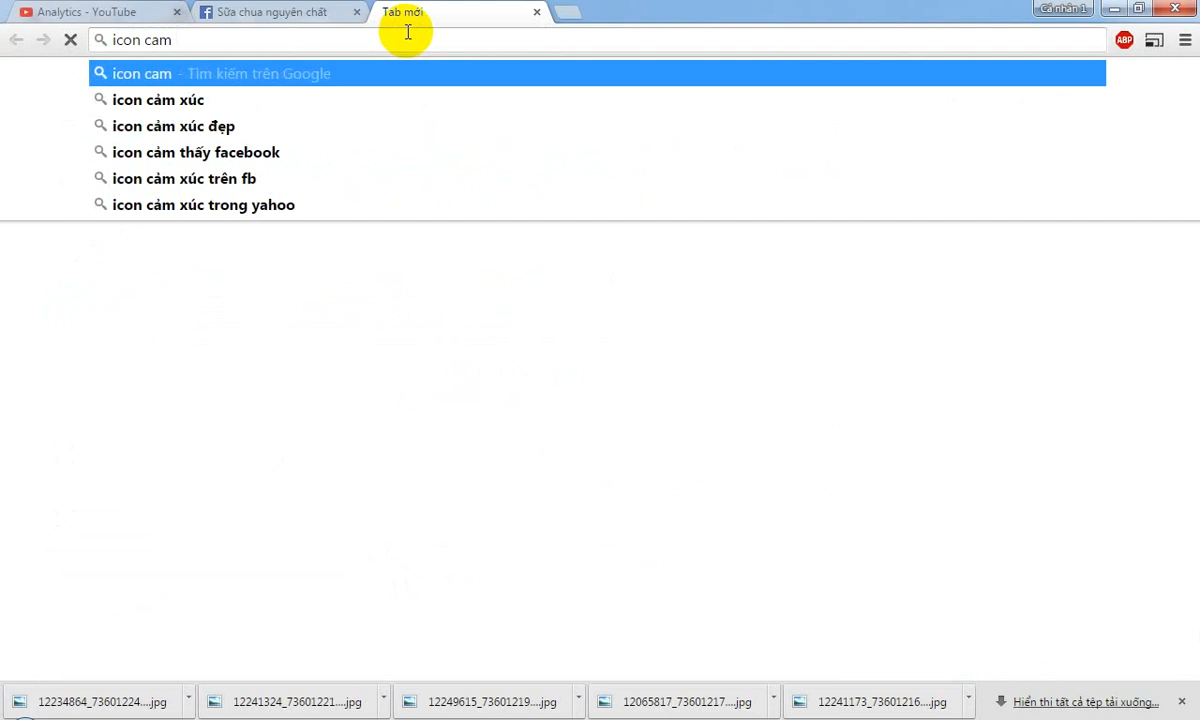 Analytics - YouTube
Sữa chua nguyên chất
Tab mới
Cá nhân 1
icon cam
ABP
icon cam - Tìm kiếm trên Google
icon cảm xúc
icon cảm xúc đẹp
icon cảm thấy facebook
icon cảm xúc trên fb
icon cảm xúc trong yahoo
12234864_73601224....jpg
12241324_73601221....jpg
12249615_73601219....jpg
12065817_73601217....jpg
12241173_73601216....jpg
Hiển thị tất cả tệp tải xuống...